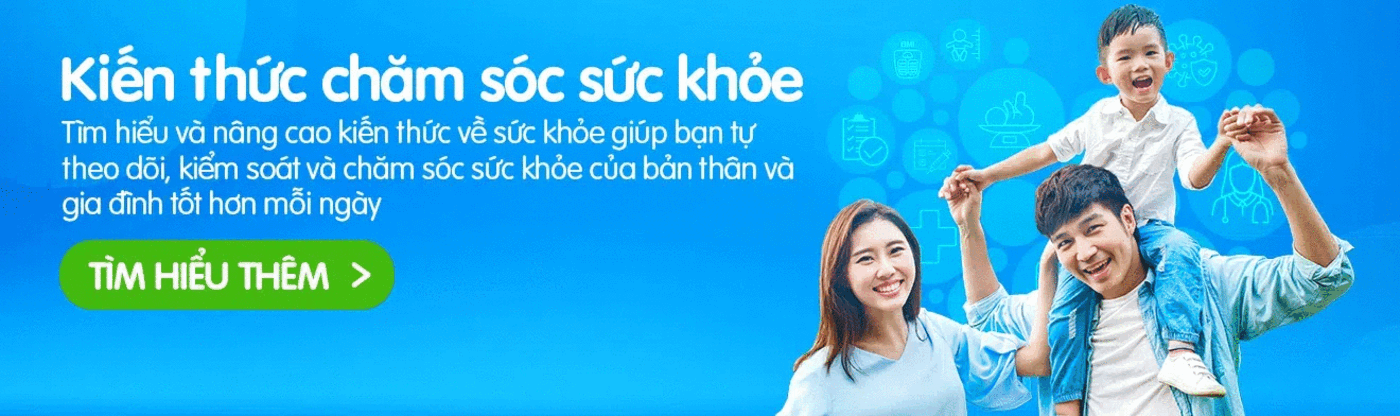 Kiến thức chăm sóc sức khỏe
Tìm hiểu và nâng cao kiến thức về sức khỏe giúp bạn tự
theo dõi, kiểm soát và chăm sóc sức khỏe của bản thân và
gia đình tốt hơn mỗi ngày
TÌM HIỂU THÊM >